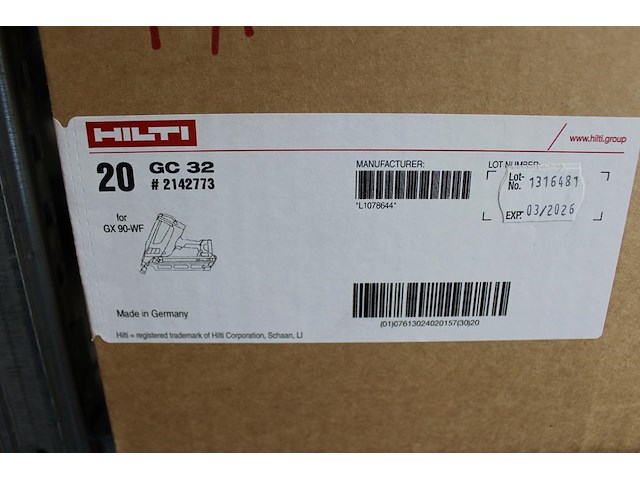 HILTI
www.hilti.group
20 GC 32
# 2142773
for
GX 90-WF
MANUFACTURER:
*L1078644*
LOT NUMBER:
Lot-No. 1316481
EXP. 03/2026
Made in Germany
(01)07613024020157(30)20
Hilti = registered trademark of Hilti Corporation, Schaan, LI